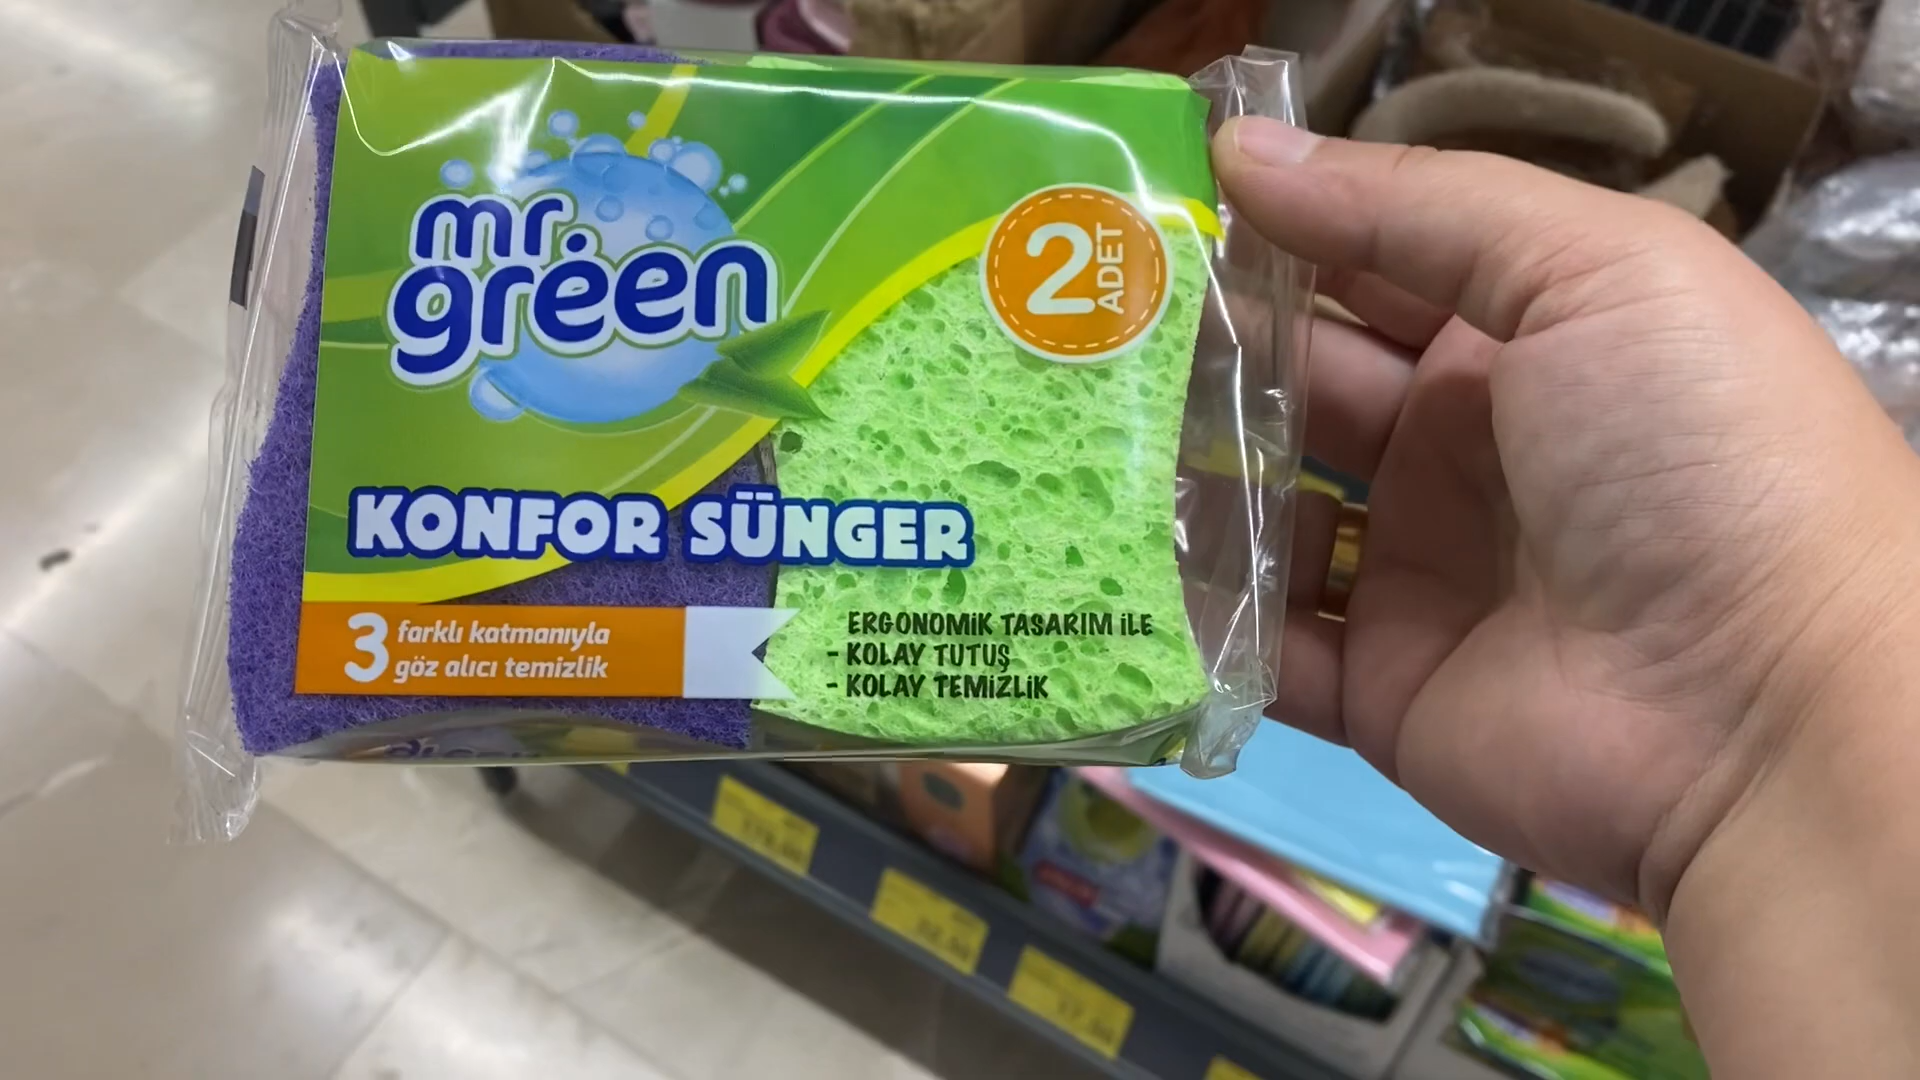 mr.
green
2
ADET
KONFOR SÜNGER
3 farklı katmanıyla
göz alıcı temizlik
ERGONOMİK TASARIM İLE
- KOLAY TUTUŞ
- KOLAY TEMİZLİK